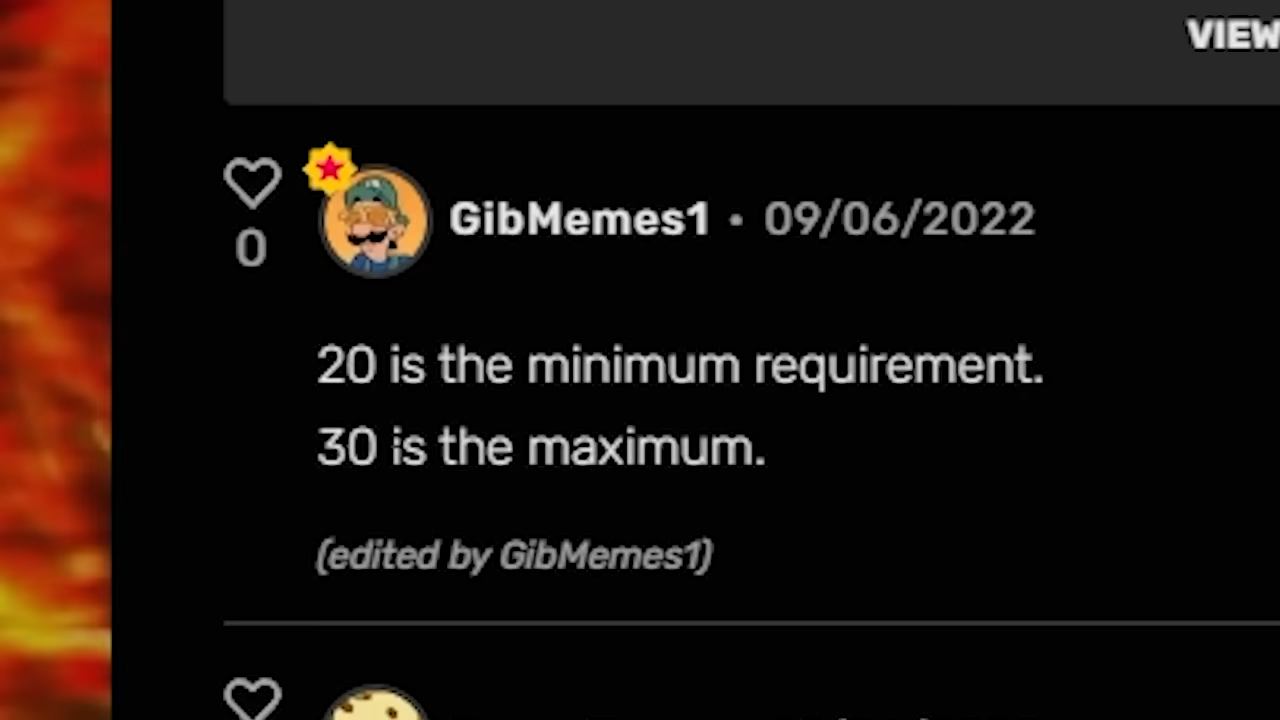 VIEW
0
GibMemes1 • 09/06/2022
20 is the minimum requirement.
30 is the maximum.
(edited by GibMemes1)